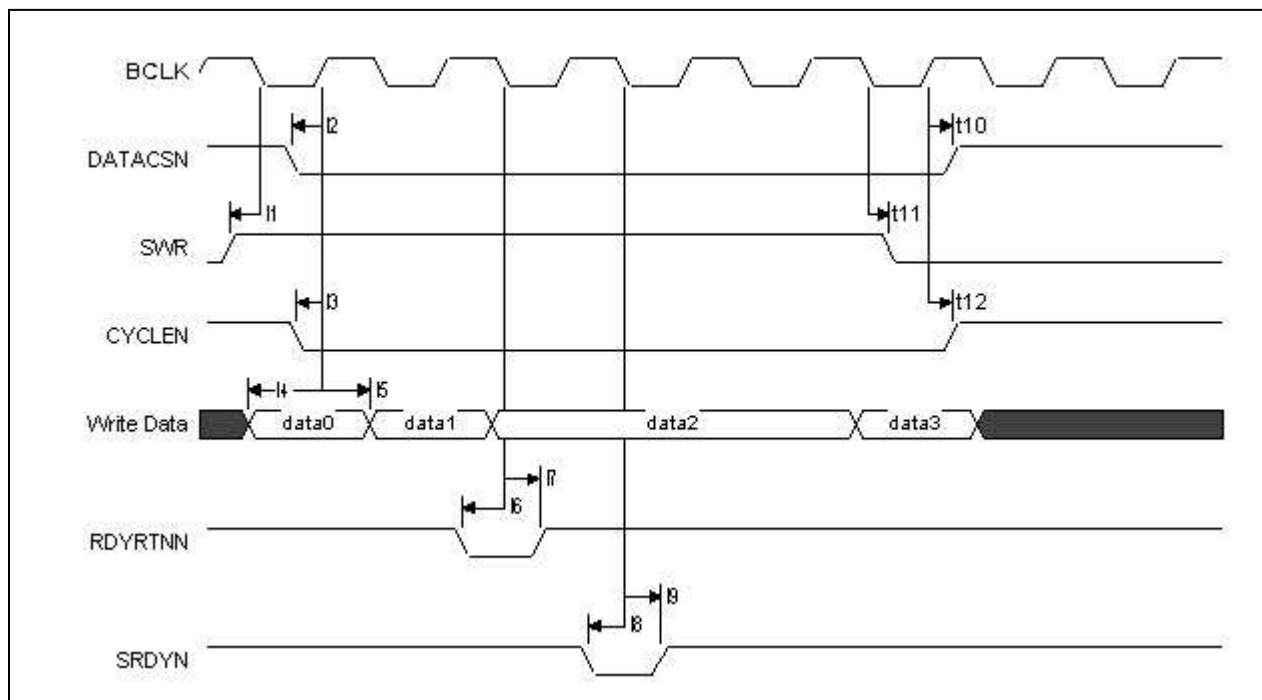 BCLK
t2
t10
DATACSN
t1
t11
SWR
t3
t12
CYCLEN
t4
t5
Write Data
data0
data1
data2
data3
t7
t6
RDYRTNN
t9
t8
SRDYN